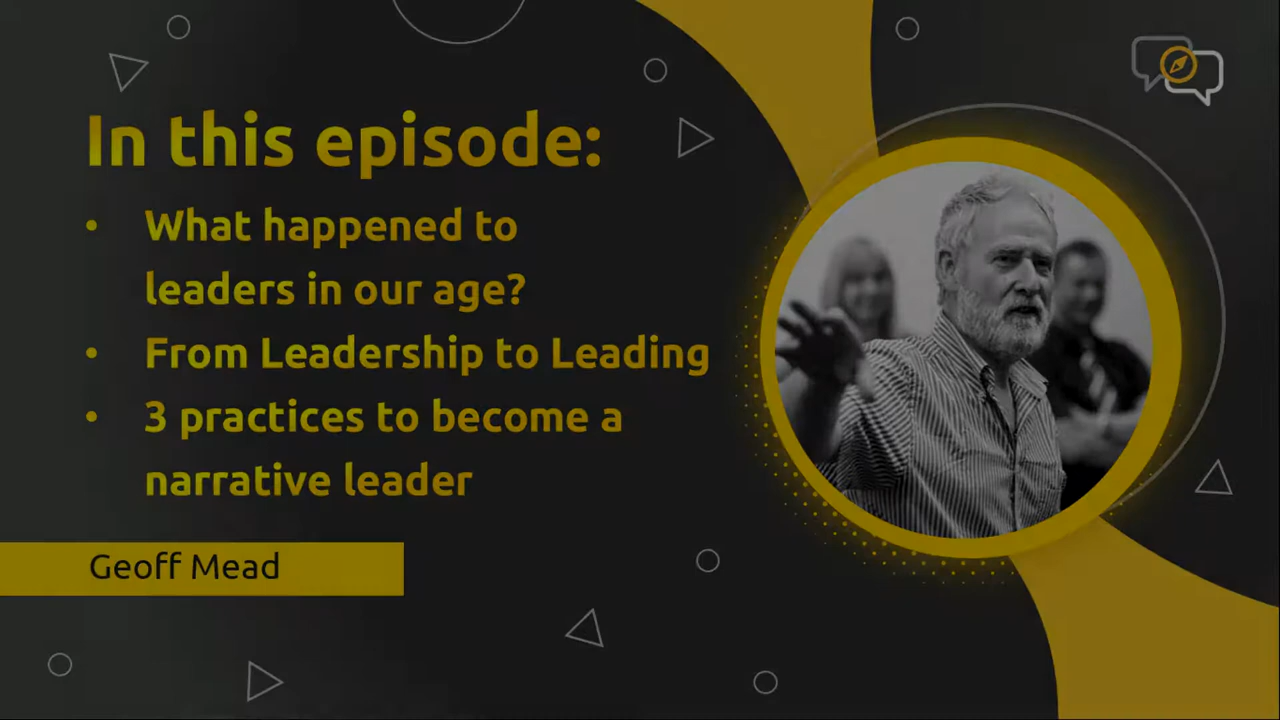 In this episode:
• What happened to
leaders in our age?
• From Leadership to Leading
• 3 practices to become a
narrative leader
Geoff Mead